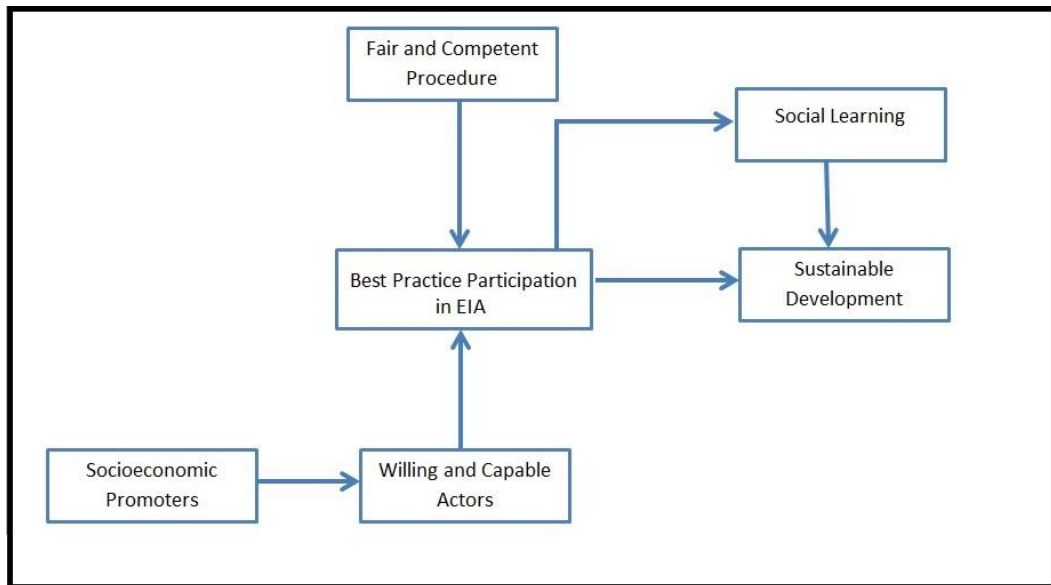 Fair and Competent
Procedure
Social Learning
Best Practice Participation
in EIA
Sustainable
Development
Socioeconomic
Promoters
Willing and Capable
Actors